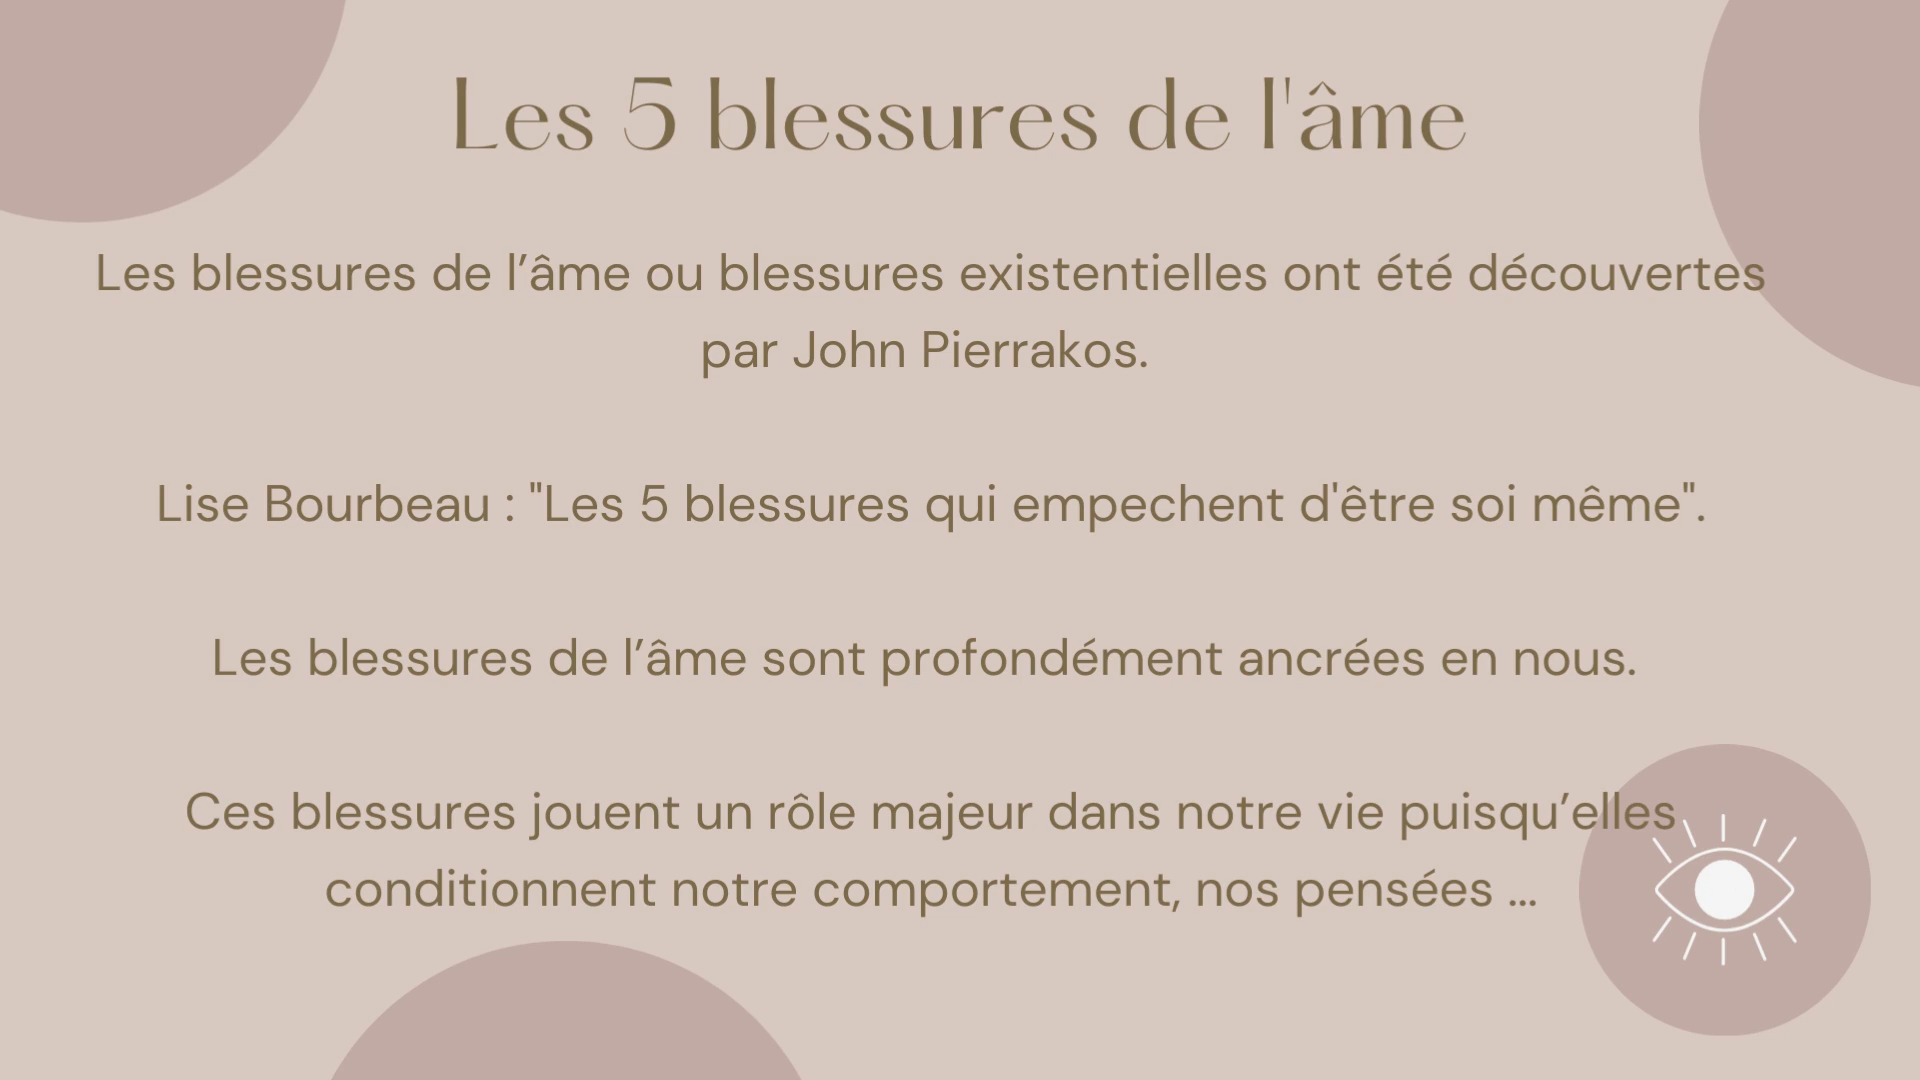 Les 5 blessures de l'âme
Les blessures de l’âme ou blessures existentielles ont été découvertes
par John Pierrakos.
Lise Bourbeau : "Les 5 blessures qui empechent d'être soi même".
Les blessures de l’âme sont profondément ancrées en nous.
Ces blessures jouent un rôle majeur dans notre vie puisqu’elles
conditionnent notre comportement, nos pensées ...